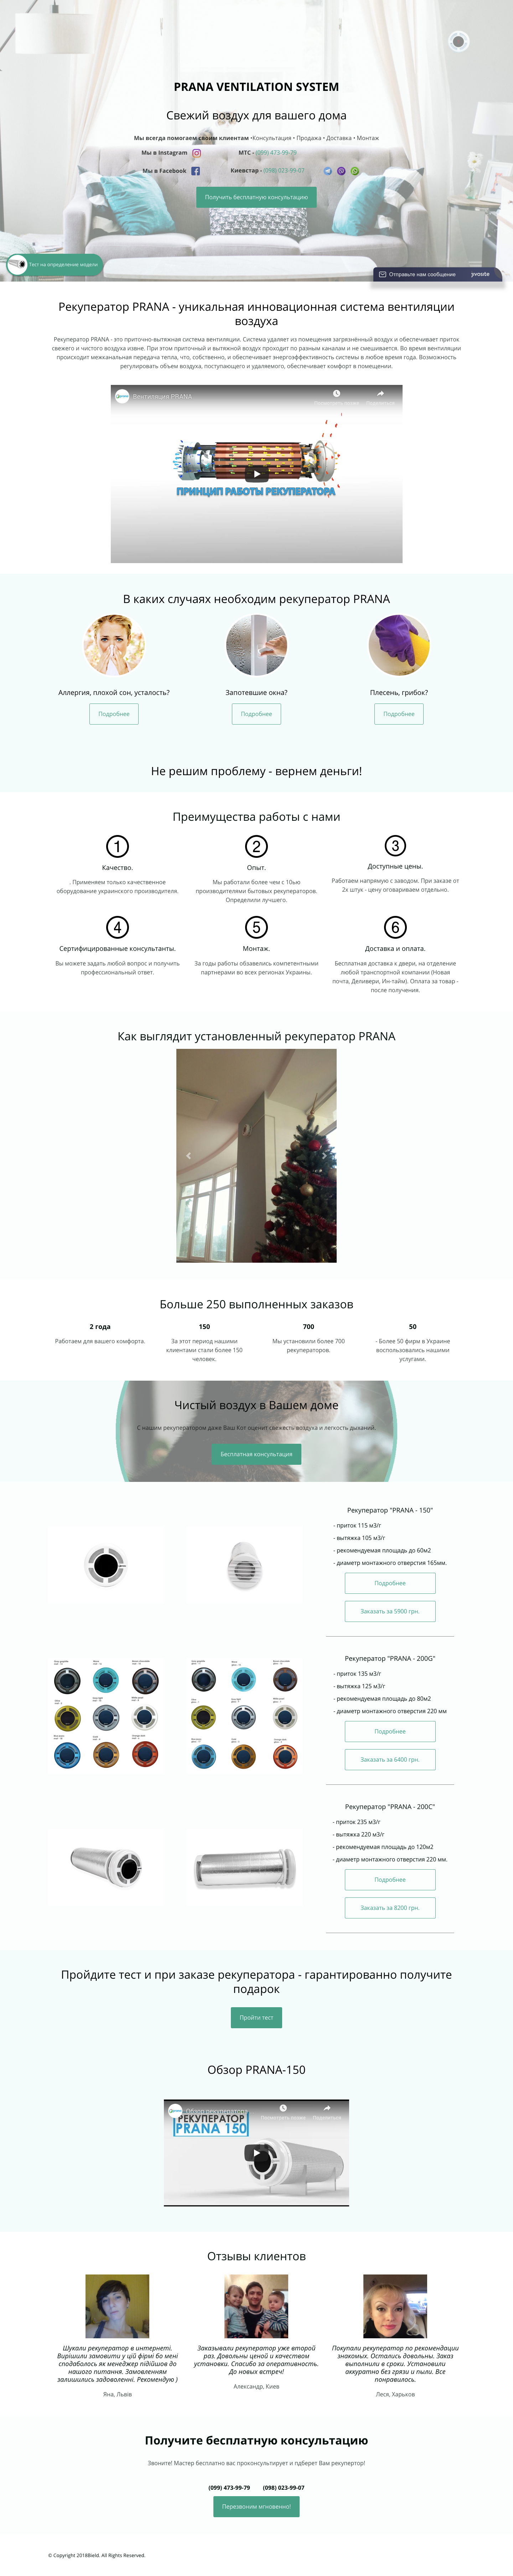 PRANA VENTILATION SYSTEM
Свежий воздух для вашего дома
Мы всегда помогаем своим клиентам •Консультация • Продажа • Доставка • Монтаж
Мы в Instagram
МТС - (099) 473-99-79
Мы в Facebook
Киевстар - (098) 023-99-07
Получить бесплатную консультацию
Тест на определение модели
Отправьте нам сообщение
jivosite
Рекуператор PRANA - уникальная инновационная система вентиляции
воздуха
Рекуператор PRANA - это приточно-вытяжная система вентиляции. Система удаляет из помещения загрязнённый воздух и обеспечивает приток
свежего и чистого воздуха извне. При этом приточный и вытяжной воздух проходит по разным каналам и не смешивается. Во время вентиляции
происходит межканальная передача тепла, что, собственно, и обеспечивает энергоэффективность системы в любое время года. Возможность
регулировать объём воздуха, поступающего и удаляемого, обеспечивает комфорт в помещении.
Вентиляция PRANA
ПРИНЦИП РАБОТЫ РЕКУПЕРАТОРА
В каких случаях необходим рекуператор PRANA
Аллергия, плохой сон, усталость?
Запотевшие окна?
Плесень, грибок?
Подробнее
Подробнее
Подробнее
Не решим проблему - вернем деньги!
Преимущества работы с нами
1
2
3
Качество.
Опыт.
Доступные цены.
. Применяем только качественное
оборудование украинского производителя.
Мы работали более чем с 10ью
производителями бытовых рекуператоров.
Определили лучшего.
Работаем напрямую с заводом. При заказе от
2х штук - цену оговариваем отдельно.
4
5
6
Сертифицированные консультанты.
Монтаж.
Доставка и оплата.
Вы можете задать любой вопрос и получить
профессиональный ответ.
За годы работы обзавелись компетентными
партнерами во всех регионах Украины.
Бесплатная доставка к двери, на отделение
любой транспортной компании (Новая
почта, Деливери, Ин-тайм). Оплата за товар -
после получения.
Как выглядит установленный рекуператор PRANA
Больше 250 выполненных заказов
2 года
150
700
50
Работаем для вашего комфорта.
За этот период нашими
клиентами стали более 150
человек.
Мы установили более 700
рекуператоров.
- Более 50 фирм в Украине
воспользовались нашими
услугами.
Чистый воздух в Вашем доме
С нашим рекуператором даже Ваш Кот оценит свежесть воздуха и легкость дыханий.
Бесплатная консультация
Рекуператор "PRANA - 150"
- приток 115 м3/г
- вытяжка 105 м3/г
- рекомендуемая площадь до 60м2
- диаметр монтажного отверстия 165мм.
Подробнее
Заказать за 5900 грн.
Рекуператор "PRANA - 200G"
- приток 135 м3/г
- вытяжка 125 м3/г
- рекомендуемая площадь до 80м2
- диаметр монтажного отверстия 220 мм
Подробнее
Заказать за 6400 грн.
Рекуператор "PRANA - 200C"
- приток 235 м3/г
- вытяжка 220 м3/г
- рекомендуемая площадь до 120м2
- диаметр монтажного отверстия 220 мм.
Подробнее
Заказать за 8200 грн.
Пройдите тест и при заказе рекуператора - гарантированно получите
подарок
Пройти тест
Обзор PRANA-150
РЕКУПЕРАТОР
PRANA 150
Отзывы клиентов
Шукали рекуператор в интернеті.
Вирішили замовити у цій фірмі бо мені
сподобалось як менеджер підійшов до
нашого питання. Замовленням
залишились задоволенні. Рекомендую )
Яна, Львів
Заказывали рекуператор уже второй
раз. Довольны ценой и качеством
установки. Спасибо за оперативность.
До новых встреч!
Александр, Киев
Покупали рекуператор по рекомендации
знакомых. Остались довольны. Заказ
выполнили в сроки. Установили
аккуратно без грязи и пыли. Все
понравилось.
Леся, Харьков
Получите бесплатную консультацию
Звоните! Мастер бесплатно вас проконсультирует и пдберет Вам рекупертор!
(099) 473-99-79
(098) 023-99-07
Перезвоним мгновенно!
© Copyright 2018Bield. All Rights Reserved.